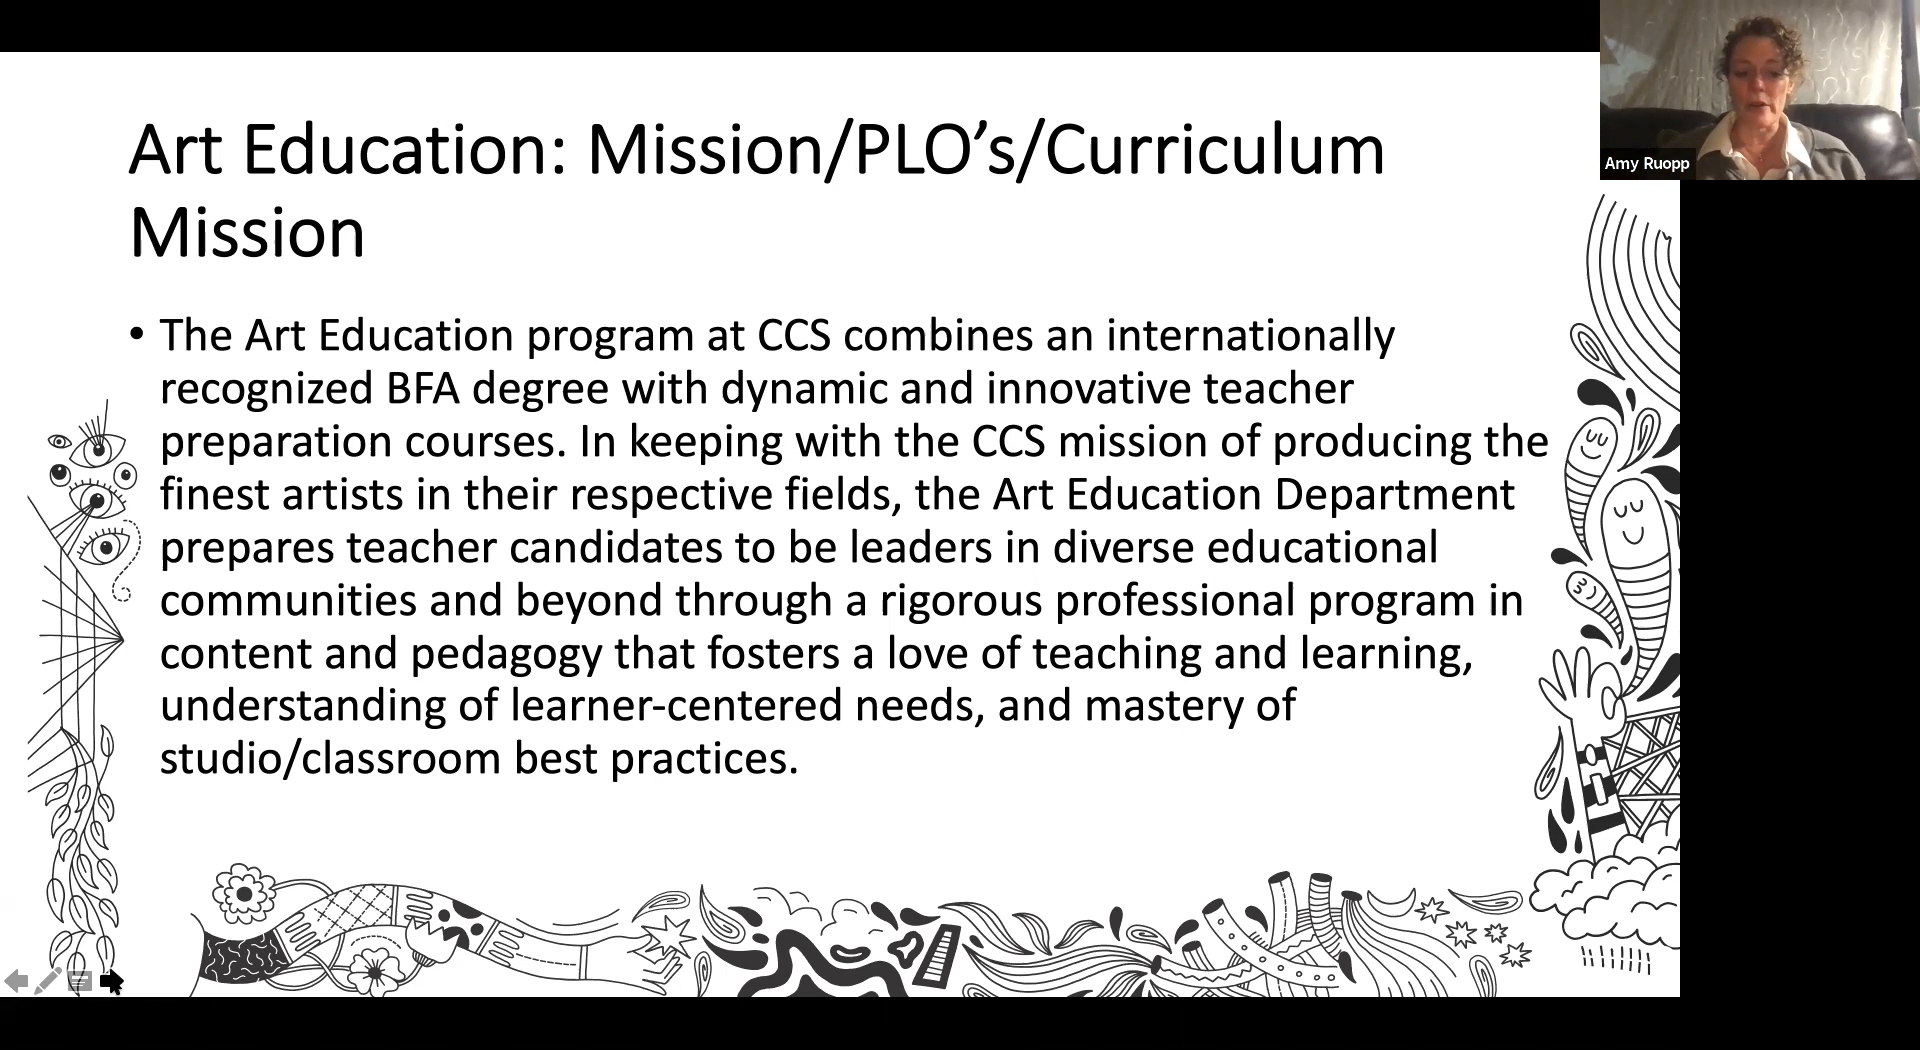 Art Education: Mission/PLO’s/Curriculum
Mission
• The Art Education program at CCS combines an internationally
recognized BFA degree with dynamic and innovative teacher
preparation courses. In keeping with the CCS mission of producing the
finest artists in their respective fields, the Art Education Department
prepares teacher candidates to be leaders in diverse educational
communities and beyond through a rigorous professional program in
content and pedagogy that fosters a love of teaching and learning,
understanding of learner-centered needs, and mastery of
studio/classroom best practices.
Amy Ruopp